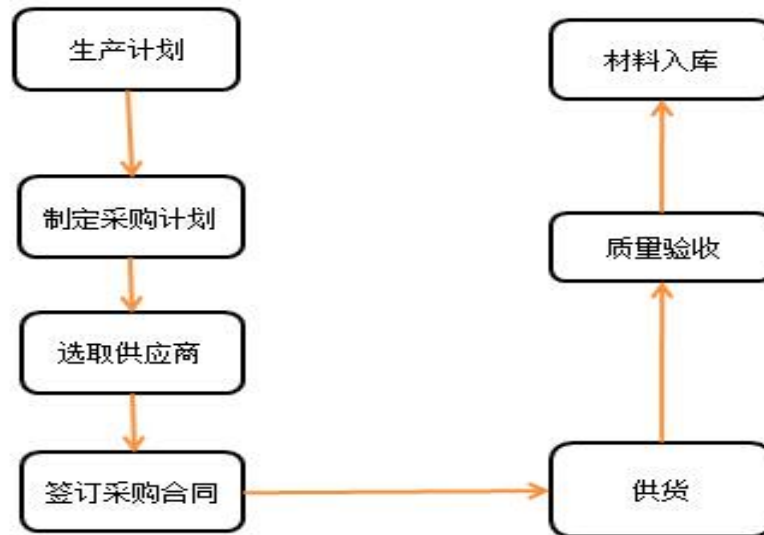 生产计划
制定采购计划
选取供应商
签订采购合同
供货
质量验收
材料入库